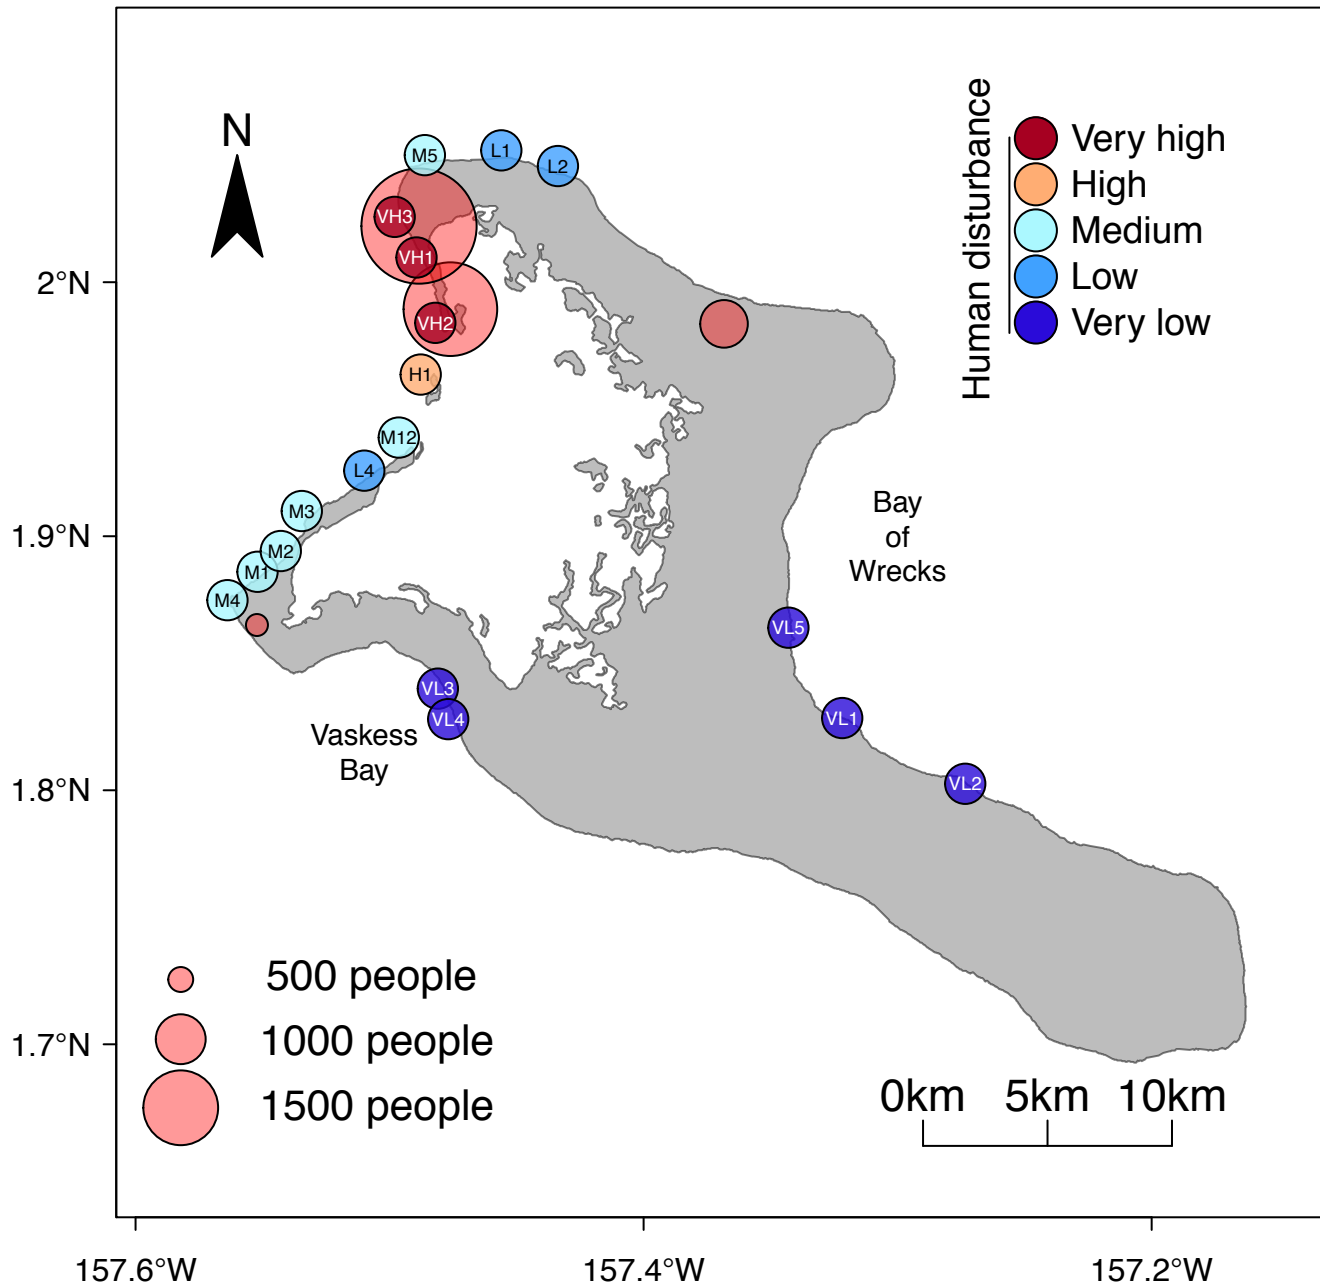 N
M5
L1
L2
VH3
VH1
VH2
H1
M12
L4
M3
M2
M1
M4
VL3
VL4
VL5
VL1
VL2
Human disturbance
Very high
High
Medium
Low
Very low
Bay
of
Wrecks
Vaskess
Bay
500 people
1000 people
1500 people
0km 5km 10km
2°N
1.9°N
1.8°N
1.7°N
157.6°W 157.4°W 157.2°W